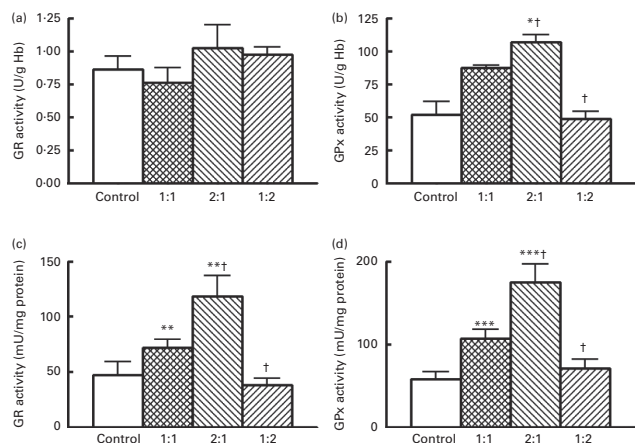 (a)
1·25
1·00
0·75
0·50
0·25
0·00
GR activity (U/g Hb)
Control 1:1 2:1 1:2
(b)
125
100
75
50
25
0
GPx activity (U/g Hb)
*†
†
Control 1:1 2:1 1:2
(c)
150
100
50
0
GR activity (mU/mg protein)
**
**†
†
Control 1:1 2:1 1:2
(d)
200
100
0
GPx activity (mU/mg protein)
***
***†
†
Control 1:1 2:1 1:2